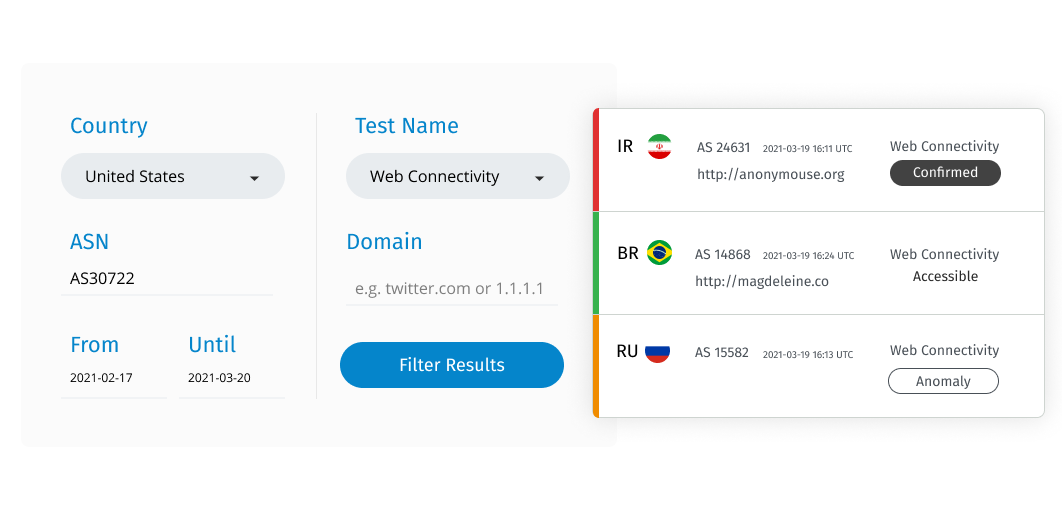 Country
United States
ASN
AS30722
From Until
2021-02-17 2021-03-20
Test Name
Web Connectivity
Domain
e.g. twitter.com or 1.1.1.1
Filter Results
IR AS 24631 2021-03-19 16:11 UTC Web Connectivity
http://anonymouse.org Confirmed
BR AS 14868 2021-03-19 16:24 UTC Web Connectivity
http://magdeleine.co Accessible
RU AS 15582 2021-03-19 16:13 UTC Web Connectivity
Anomaly